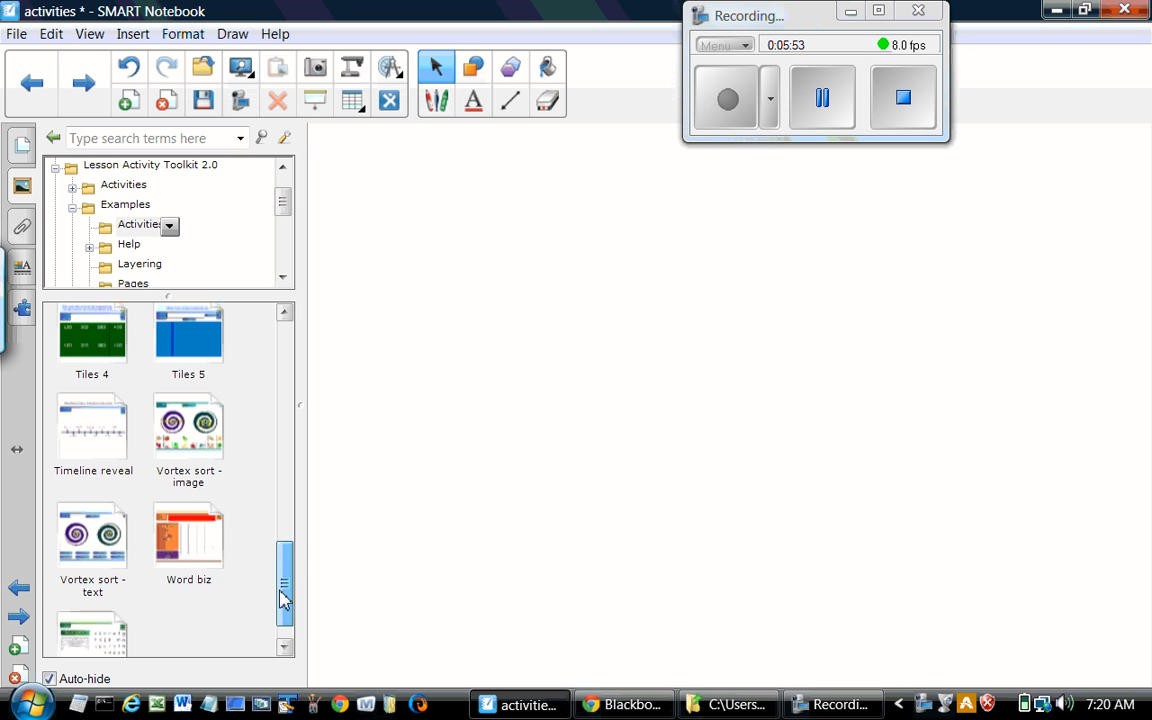 activities * - SMART Notebook
File Edit View Insert Format Draw Help
Recording...
Menu 0:05:53 8.0 fps
Type search terms here
Lesson Activity Toolkit 2.0
Activities
Examples
Activities
Help
Layering
Pages
Tiles 4 Tiles 5
Timeline reveal Vortex sort - image
Vortex sort - text Word biz
Auto-hide
activitie... Blackbo... C:\Users... Recordi... 7:20 AM